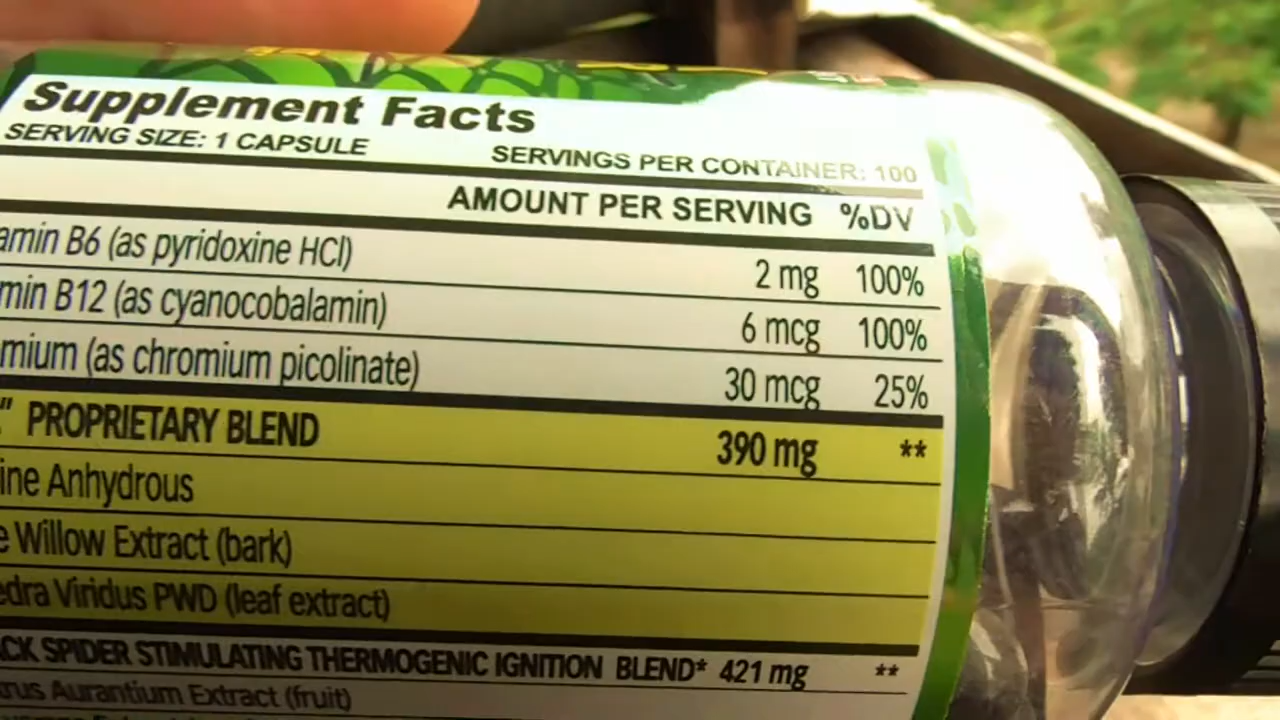 Supplement Facts
SERVING SIZE: 1 CAPSULE SERVINGS PER CONTAINER: 100
AMOUNT PER SERVING %DV
amin B6 (as pyridoxine HCl) 2 mg 100%
min B12 (as cyanocobalamin) 6 mcg 100%
mium (as chromium picolinate) 30 mcg 25%
" PROPRIETARY BLEND 390 mg **
ine Anhydrous
e Willow Extract (bark)
edra Viridus PWD (leaf extract)
ACK SPIDER STIMULATING THERMOGENIC IGNITION BLEND* 421 mg **
trus Aurantium Extract (fruit)